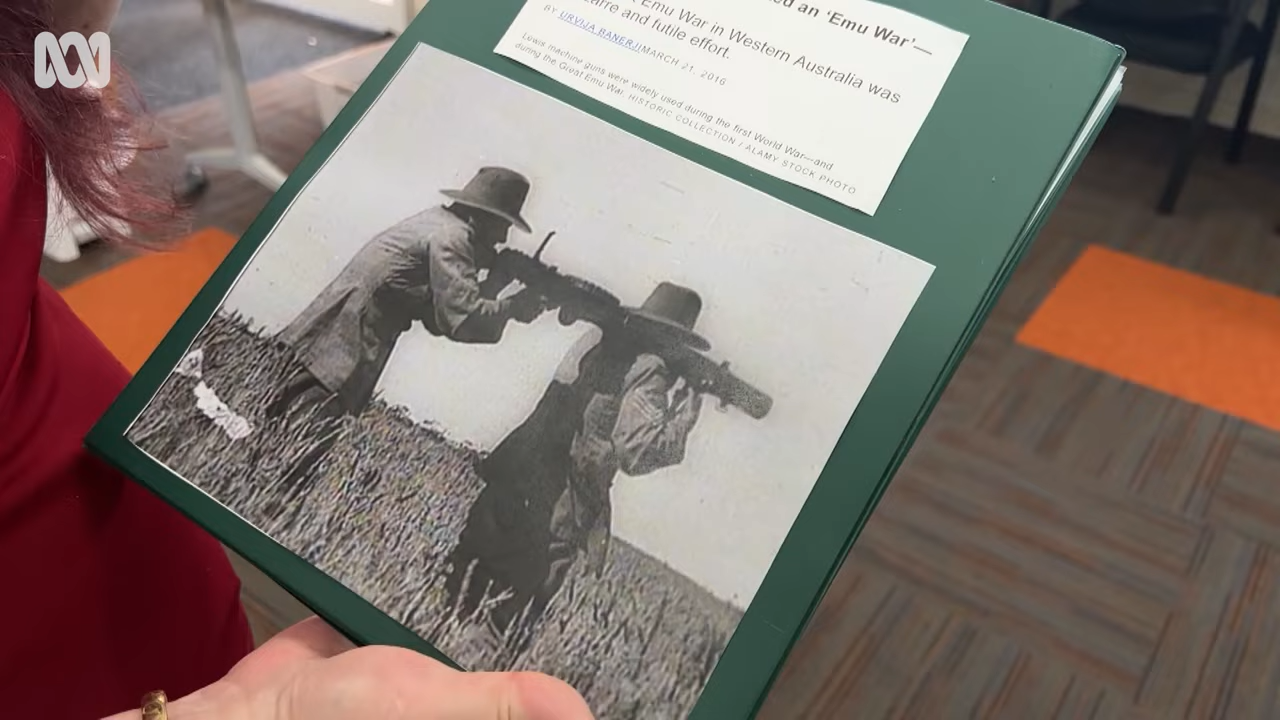 ed an ‘Emu War’—
Emu War in Western Australia was
and futile effort.
BY URVIJA BANERJI MARCH 21, 2016
Lewis machine guns were widely used during the first World War—and
during the Great Emu War. HISTORIC COLLECTION / ALAMY STOCK PHOTO